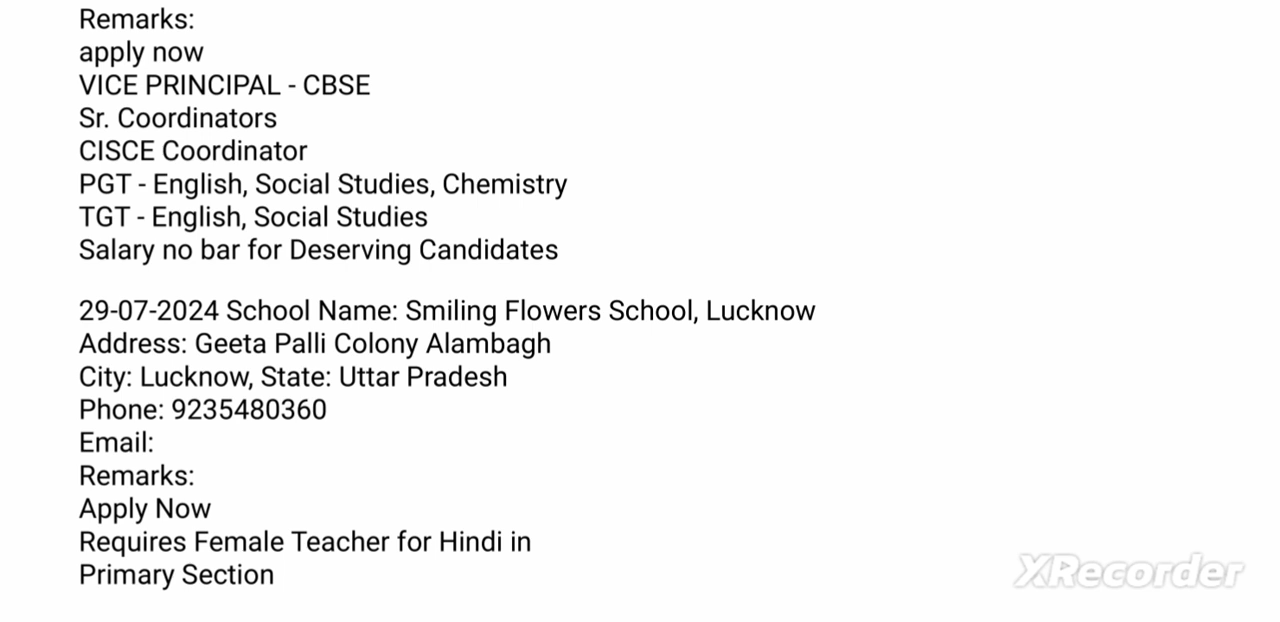 Remarks:
apply now
VICE PRINCIPAL - CBSE
Sr. Coordinators
CISCE Coordinator
PGT - English, Social Studies, Chemistry
TGT - English, Social Studies
Salary no bar for Deserving Candidates
29-07-2024 School Name: Smiling Flowers School, Lucknow
Address: Geeta Palli Colony Alambagh
City: Lucknow, State: Uttar Pradesh
Phone: 9235480360
Email:
Remarks:
Apply Now
Requires Female Teacher for Hindi in
Primary Section
XRecorder